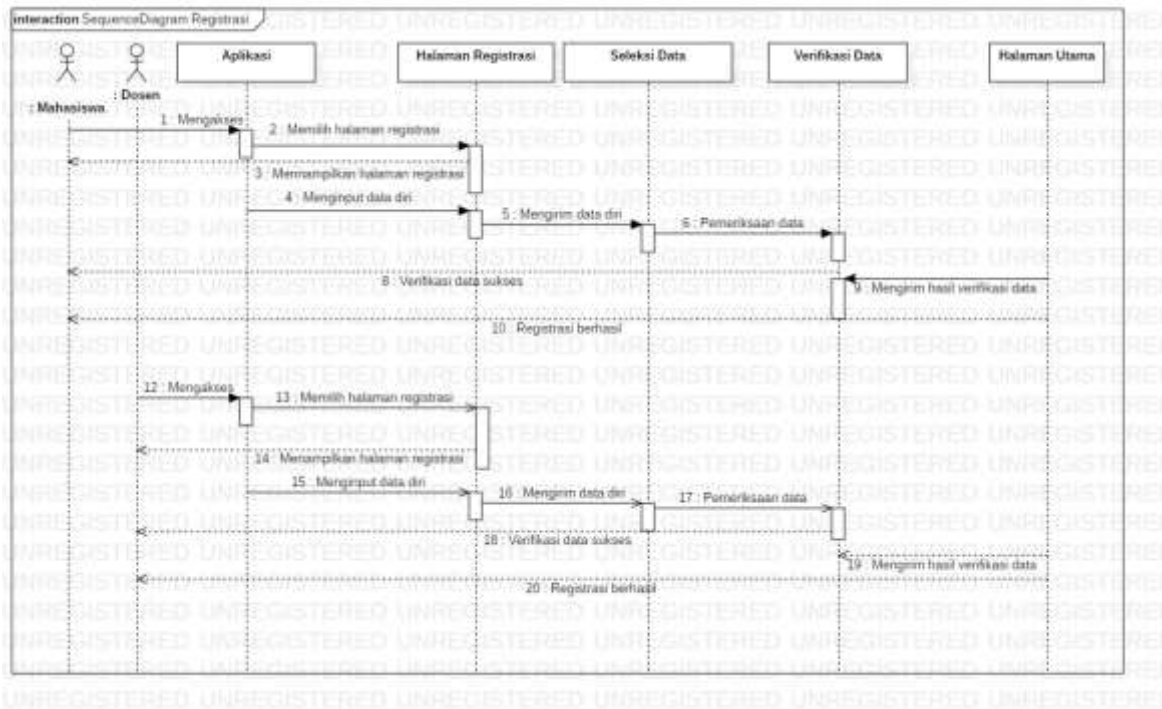 interaction SequenceDiagram Registrasi
Aplikasi
Halaman Registrasi
Seleksi Data
Verifikasi Data
Halaman Utama
: Dosen
: Mahasiswa
1 : Mengakses
2 : Memilih halaman registrasi
3 : Menampilkan halaman registrasi
4 : Menginput data diri
5 : Mengirim data diri
6 : Pemeriksaan data
8 : Verifikasi data sukses
9 : Mengirim hasil verifikasi data
10 : Registrasi berhasil
12 : Mengakses
13 : Memilih halaman registrasi
14 : Menampilkan halaman registrasi
15 : Menginput data diri
16 : Mengirim data diri
17 : Pemeriksaan data
18 : Verifikasi data sukses
19 : Mengirim hasil verifikasi data
20 : Registrasi berhasil
UNREGISTERED